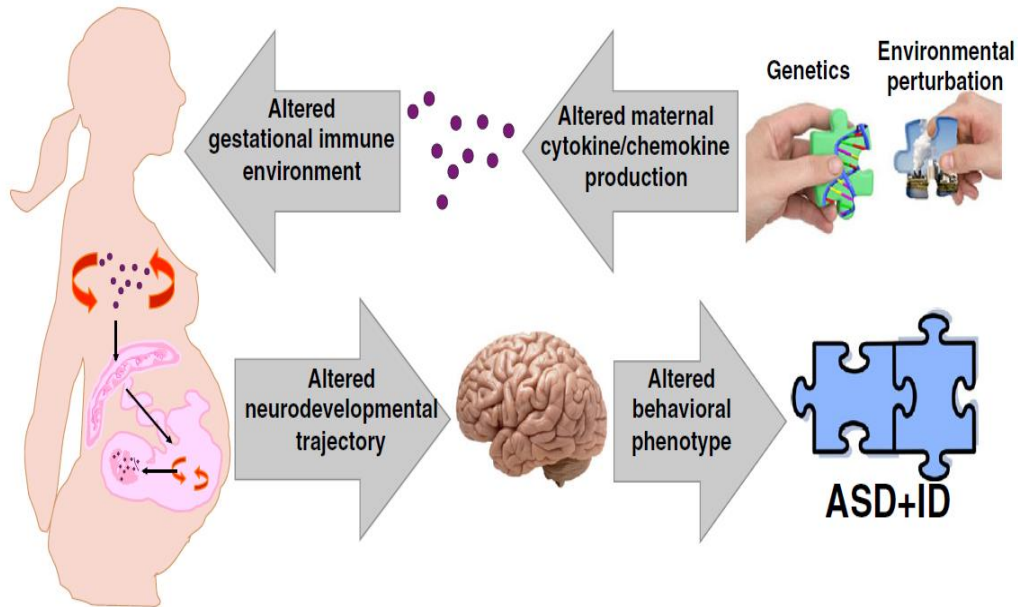 Genetics
Environmental
perturbation
Altered maternal
cytokine/chemokine
production
Altered
gestational immune
environment
Altered
neurodevelopmental
trajectory
Altered
behavioral
phenotype
ASD+ID